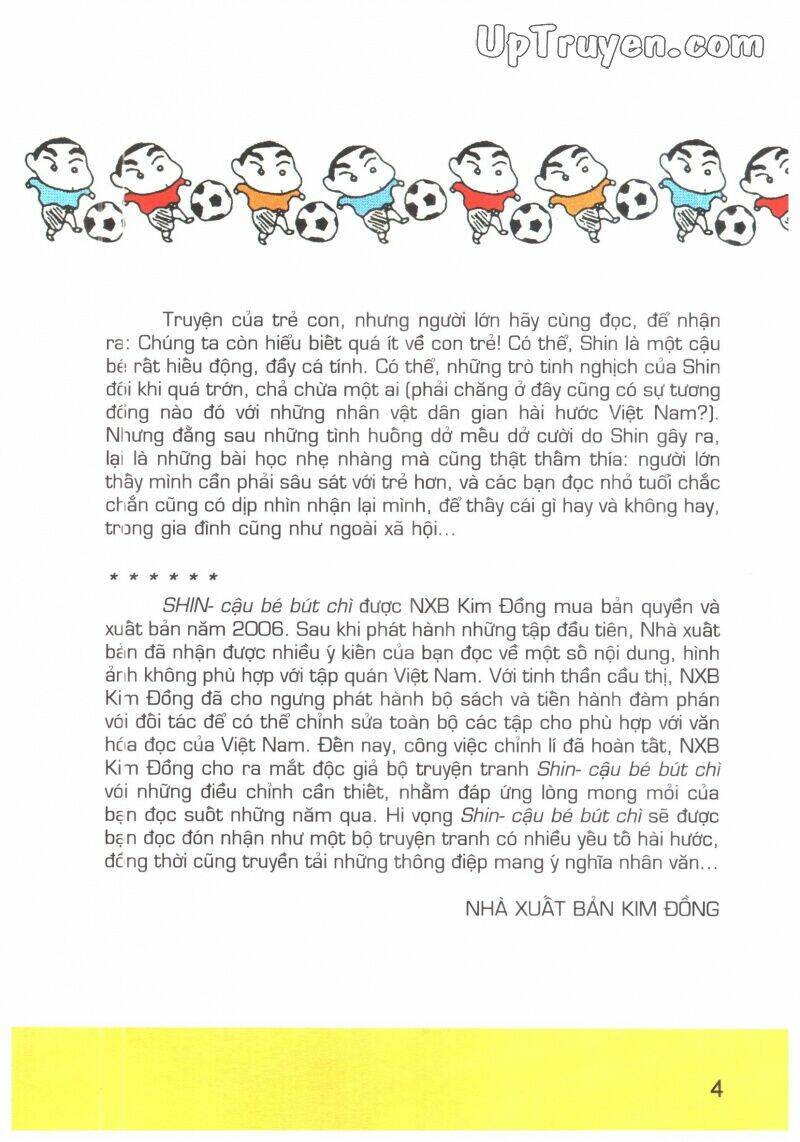 UpTruyen.com
Truyện của trẻ con, nhưng người lớn hãy cùng đọc, để nhận
ra: Chúng ta còn hiểu biết quá ít về con trẻ! Có thể, Shin là một cậu
bé rất hiếu động, đầy cá tính. Có thể, những trò tinh nghịch của Shin
đôi khi quá trớn, chả chừa một ai (phải chăng ở đây cũng có sự tương
đồng nào đó với những nhân vật dân gian hài hước Việt Nam?).
Nhưng đằng sau những tình huống dở mếu dở cười do Shin gây ra,
lại là những bài học nhẹ nhàng mà cũng thật thấm thía: người lớn
thấy mình cần phải sâu sát với trẻ hơn, và các bạn đọc nhỏ tuổi chắc
chắn cũng có dịp nhìn nhận lại mình, để thấy cái gì hay và không hay,
trong gia đình cũng như ngoài xã hội...
* * * * * *
SHIN- cậu bé bút chì được NXB Kim Đồng mua bản quyền và
xuất bản năm 2006. Sau khi phát hành những tập đầu tiên, Nhà xuất
bản đã nhận được nhiều ý kiến của bạn đọc về một số nội dung, hình
ảnh không phù hợp với tập quán Việt Nam. Với tinh thần cầu thị, NXB
Kim Đồng đã cho ngưng phát hành bộ sách và tiến hành đàm phán
với đối tác để có thể chỉnh sửa toàn bộ các tập cho phù hợp với văn
hóa đọc của Việt Nam. Đến nay, công việc chỉnh lí đã hoàn tất, NXB
Kim Đồng cho ra mắt độc giả bộ truyện tranh Shin- cậu bé bút chì
với những điều chỉnh cần thiết, nhằm đáp ứng lòng mong mỏi của
bạn đọc suốt những năm qua. Hi vọng Shin- cậu bé bút chì sẽ được
bạn đọc đón nhận như một bộ truyện tranh có nhiều yếu tố hài hước,
đồng thời cũng truyền tải những thông điệp mang ý nghĩa nhân văn...
NHÀ XUẤT BẢN KIM ĐỒNG
4